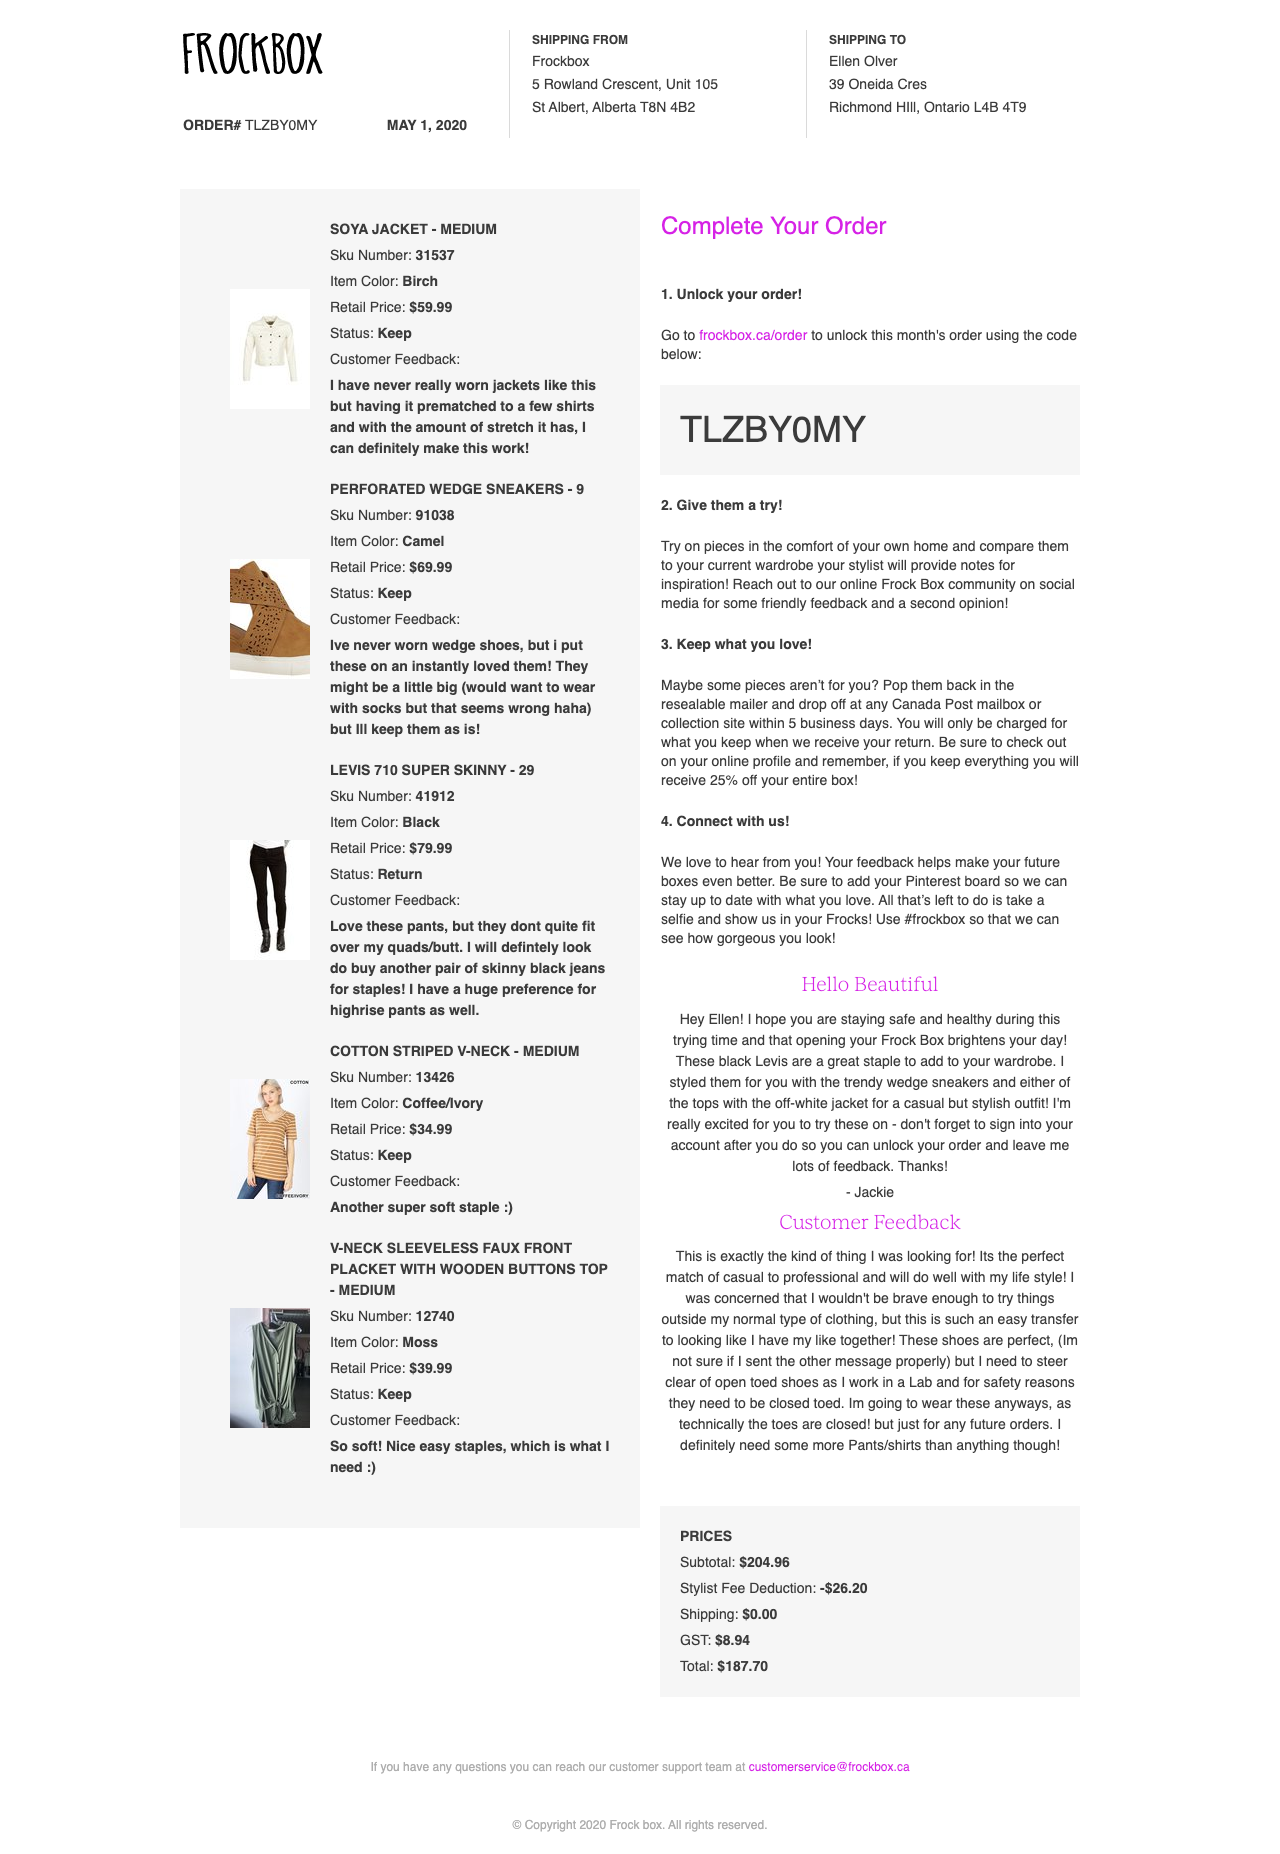 FROCKBOX
ORDER# TLZBY0MY
MAY 1, 2020
SHIPPING FROM
Frockbox
5 Rowland Crescent, Unit 105
St Albert, Alberta T8N 4B2
SHIPPING TO
Ellen Olver
39 Oneida Cres
Richmond HIll, Ontario L4B 4T9
SOYA JACKET - MEDIUM
Sku Number: 31537
Item Color: Birch
Retail Price: $59.99
Status: Keep
Customer Feedback:
I have never really worn jackets like this
but having it prematched to a few shirts
and with the amount of stretch it has, I
can definitely make this work!
PERFORATED WEDGE SNEAKERS - 9
Sku Number: 91038
Item Color: Camel
Retail Price: $69.99
Status: Keep
Customer Feedback:
Ive never worn wedge shoes, but i put
these on an instantly loved them! They
might be a little big (would want to wear
with socks but that seems wrong haha)
but Ill keep them as is!
LEVIS 710 SUPER SKINNY - 29
Sku Number: 41912
Item Color: Black
Retail Price: $79.99
Status: Return
Customer Feedback:
Love these pants, but they dont quite fit
over my quads/butt. I will defintely look
do buy another pair of skinny black jeans
for staples! I have a huge preference for
highrise pants as well.
COTTON STRIPED V-NECK - MEDIUM
Sku Number: 13426
Item Color: Coffee/Ivory
Retail Price: $34.99
Status: Keep
Customer Feedback:
Another super soft staple :)
COTTON
V-NECK SLEEVELESS FAUX FRONT
PLACKET WITH WOODEN BUTTONS TOP
- MEDIUM
Sku Number: 12740
Item Color: Moss
Retail Price: $39.99
Status: Keep
Customer Feedback:
So soft! Nice easy staples, which is what I
need :)
Complete Your Order
1. Unlock your order!
Go to frockbox.ca/order to unlock this month's order using the code
below:
TLZBY0MY
2. Give them a try!
Try on pieces in the comfort of your own home and compare them
to your current wardrobe your stylist will provide notes for
inspiration! Reach out to our online Frock Box community on social
media for some friendly feedback and a second opinion!
3. Keep what you love!
Maybe some pieces aren’t for you? Pop them back in the
resealable mailer and drop off at any Canada Post mailbox or
collection site within 5 business days. You will only be charged for
what you keep when we receive your return. Be sure to check out
on your online profile and remember, if you keep everything you will
receive 25% off your entire box!
4. Connect with us!
We love to hear from you! Your feedback helps make your future
boxes even better. Be sure to add your Pinterest board so we can
stay up to date with what you love. All that’s left to do is take a
selfie and show us in your Frocks! Use #frockbox so that we can
see how gorgeous you look!
Hello Beautiful
Hey Ellen! I hope you are staying safe and healthy during this
trying time and that opening your Frock Box brightens your day!
These black Levis are a great staple to add to your wardrobe. I
styled them for you with the trendy wedge sneakers and either of
the tops with the off-white jacket for a casual but stylish outfit! I'm
really excited for you to try these on - don't forget to sign into your
account after you do so you can unlock your order and leave me
lots of feedback. Thanks!
- Jackie
Customer Feedback
This is exactly the kind of thing I was looking for! Its the perfect
match of casual to professional and will do well with my life style! I
was concerned that I wouldn't be brave enough to try things
outside my normal type of clothing, but this is such an easy transfer
to looking like I have my like together! These shoes are perfect, (Im
not sure if I sent the other message properly) but I need to steer
clear of open toed shoes as I work in a Lab and for safety reasons
they need to be closed toed. Im going to wear these anyways, as
technically the toes are closed! but just for any future orders. I
definitely need some more Pants/shirts than anything though!
PRICES
Subtotal: $204.96
Stylist Fee Deduction: -$26.20
Shipping: $0.00
GST: $8.94
Total: $187.70
If you have any questions you can reach our customer support team at customerservice@frockbox.ca
© Copyright 2020 Frock box. All rights reserved.